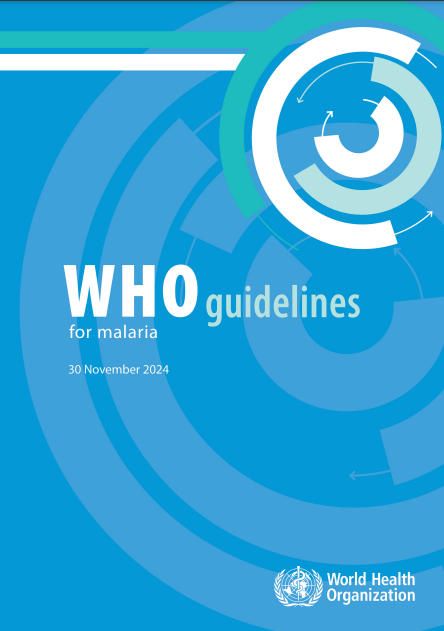 WHO guidelines
for malaria
30 November 2024
World Health
Organization